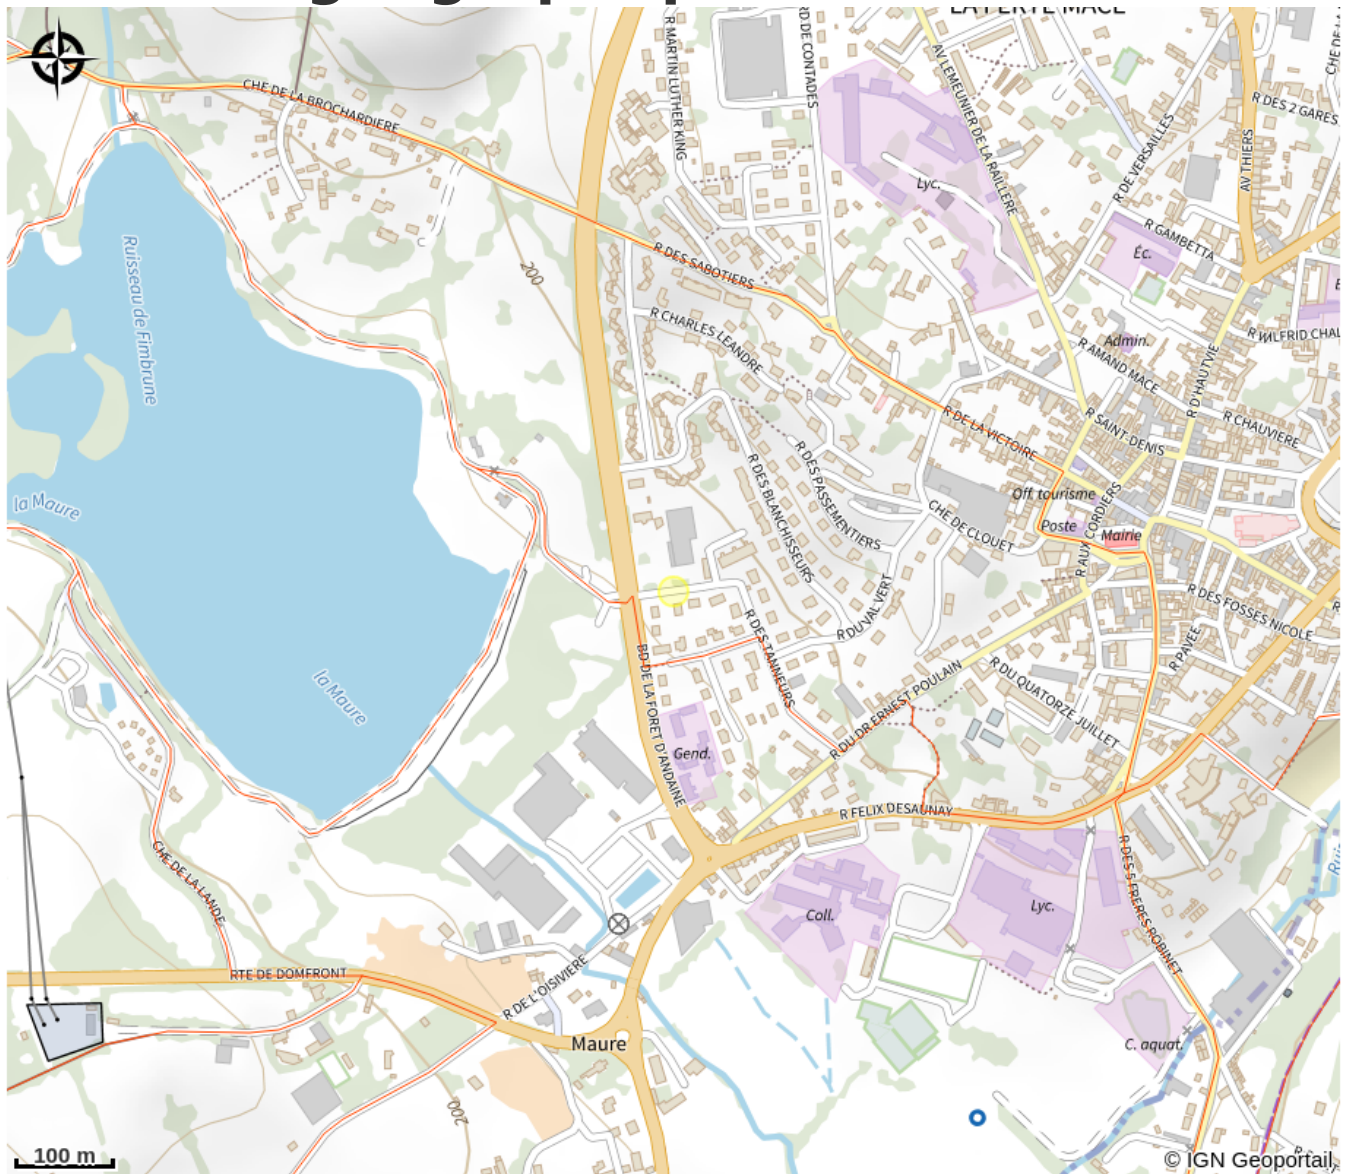 LA FERTE-MACE
R MARTIN LUTHER KING
RD DE CONTADES
AV LEMEUNIER DE LA RAILLERE
R DES 2 GARES
CHE DE LA BROCHARDIERE
R DE VERSAILLES
AV THIERS
Lyc.
R GAMBETTA
Éc.
R DES SABOTIERS
200
Ruisseau de Fimbrune
R CHARLES LEANDRE
Admin.
R WILFRID CHAL
R AMAND MACE
R D'HAUTVIE
R DE LA VICTOIRE
R SAINT-DENIS
R CHAUVIERE
R DES BLANCHISSEURS
R DES PASSEMENTIERS
Off. tourisme
la Maure
CHE DE CLOUET
Poste
R AUX CORDIERS
Mairie
R DES FOSSES NICOLE
R DES TANNEURS
R DU VAL VERT
R PAVEE
BD DE LA FORET D'ANDAINE
la Maure
R DU DR ERNEST POULAIN
R DU QUATORZE JUILLET
Gend.
R FELIX DESAUNAY
CHE DE LA LANDE
R DES 5 FRERES ROBINET
Coll.
Lyc.
RTE DE DOMFRONT
R DE L'OISIVIERE
Maure
C. aquat.
200
100 m
© IGN Geoportail